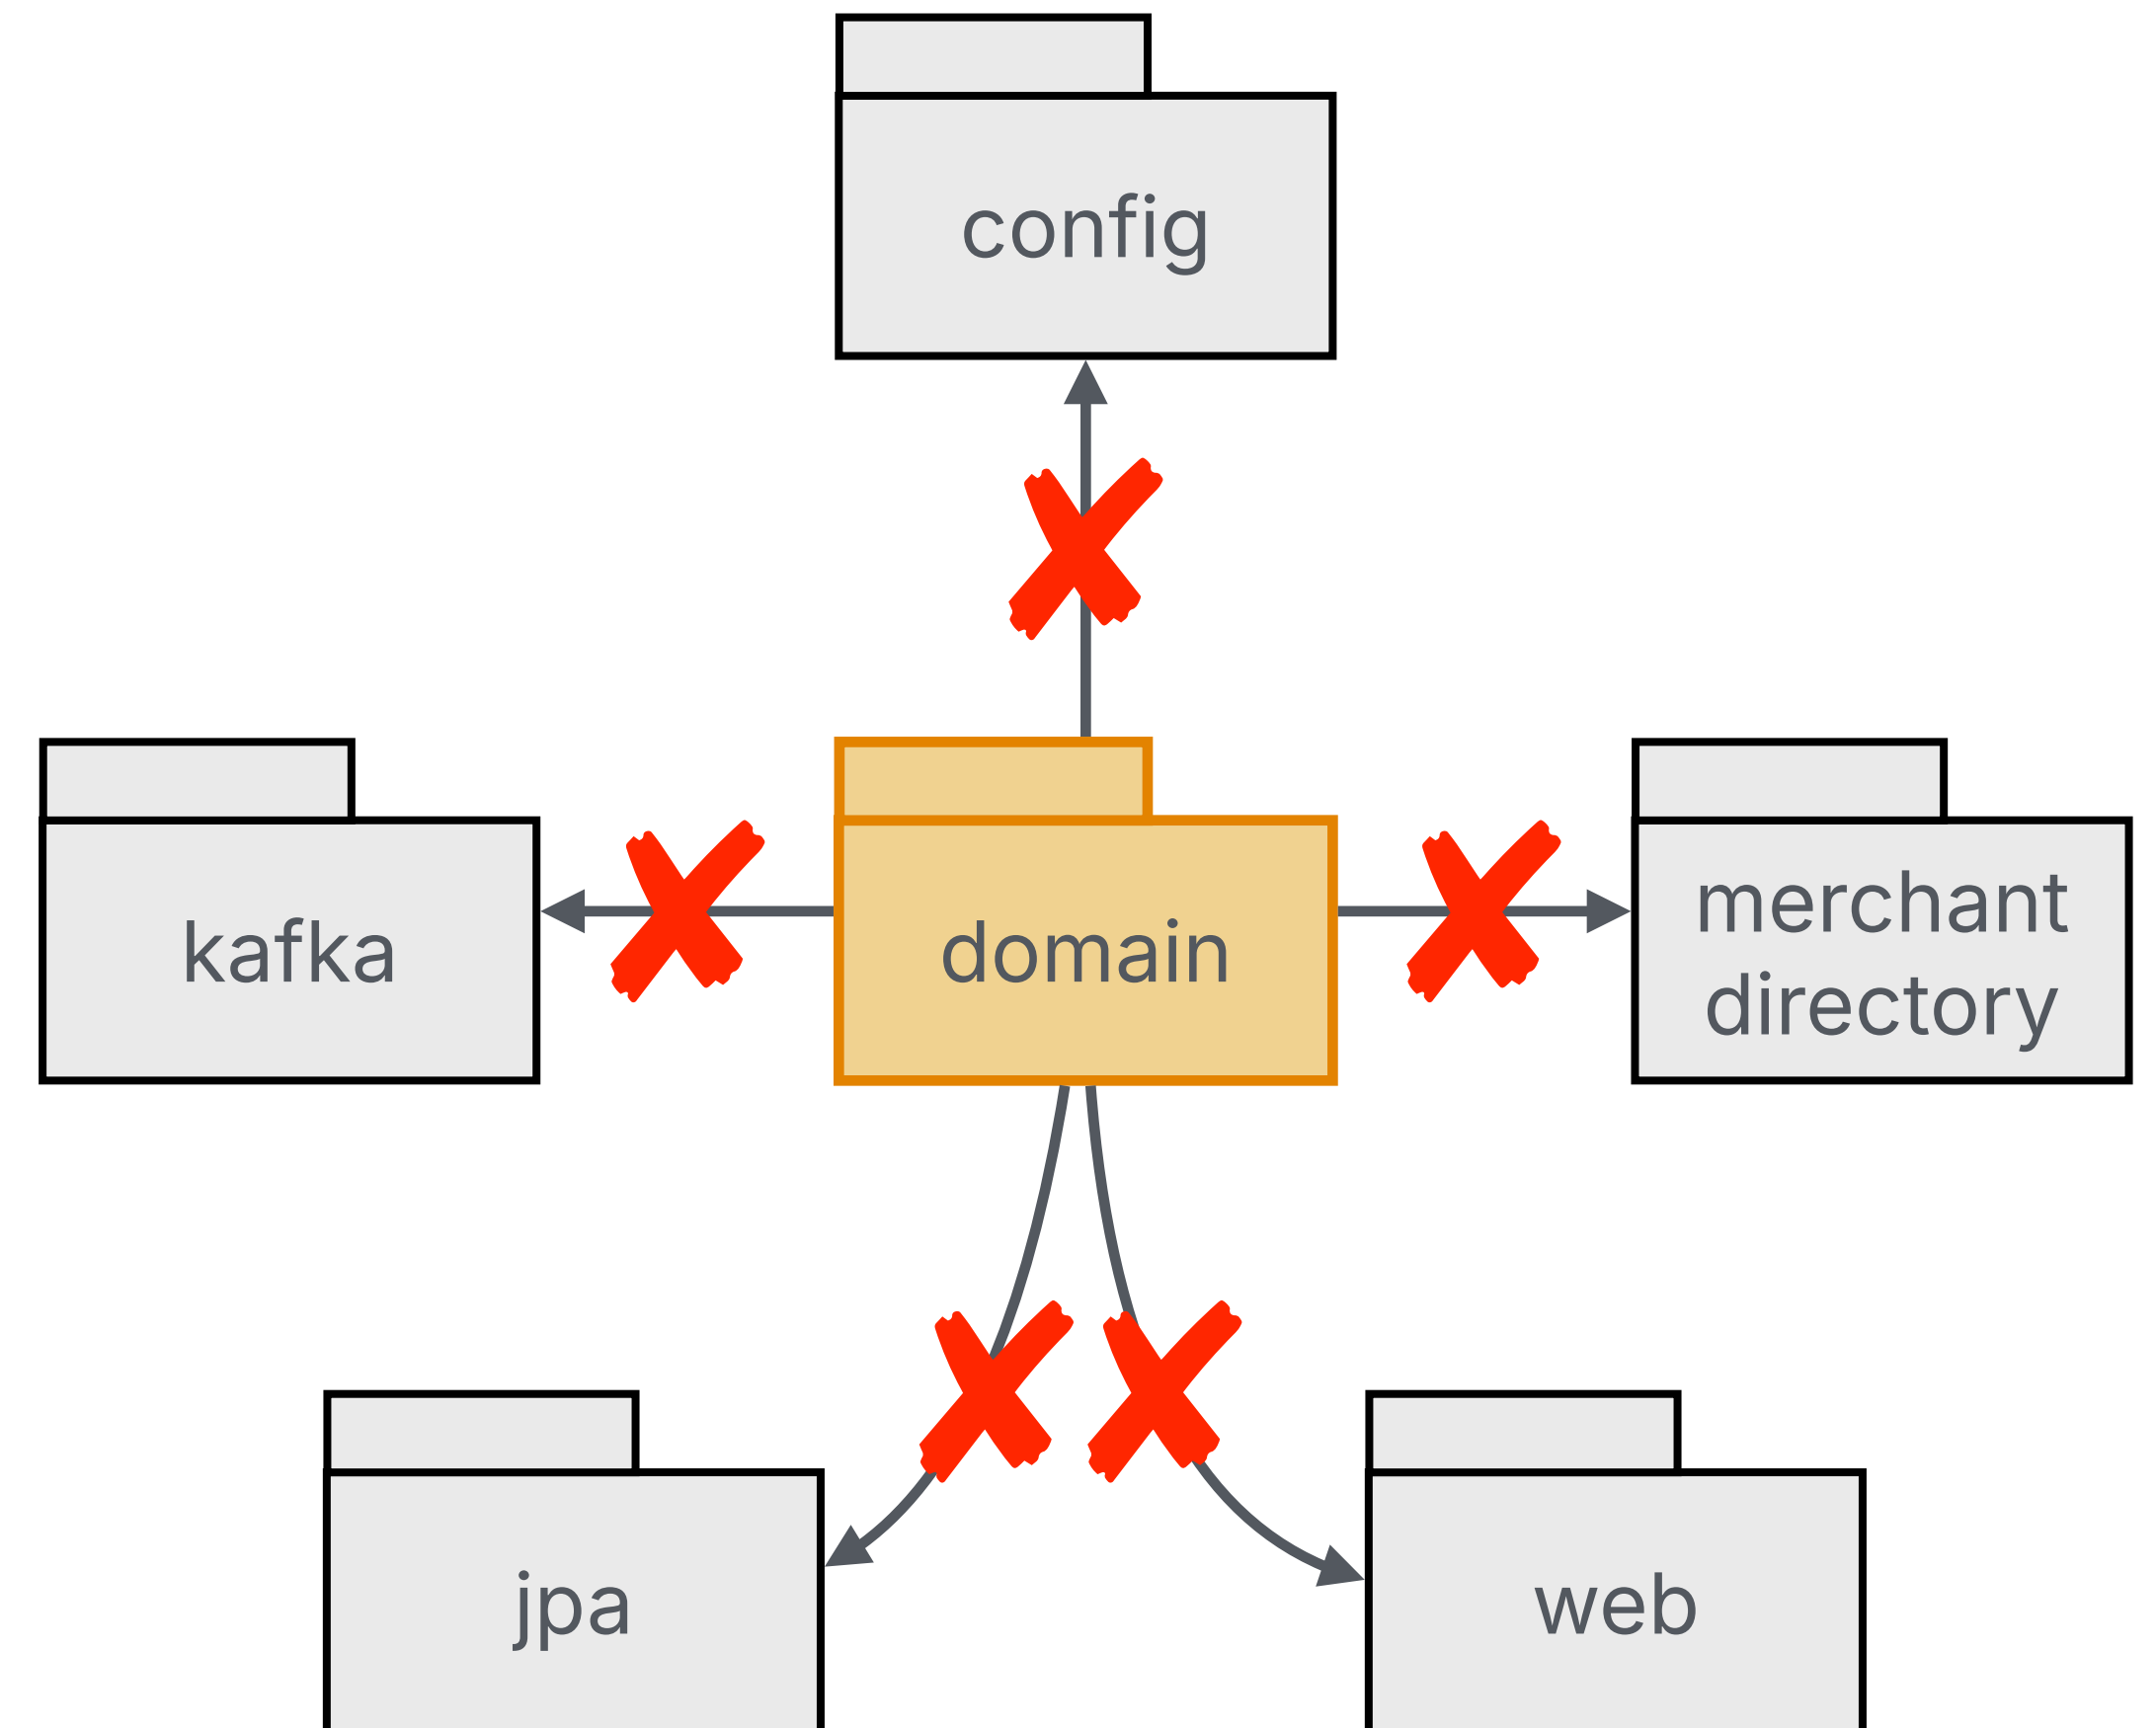 config
kafka
domain
merchant
directory
jpa
web